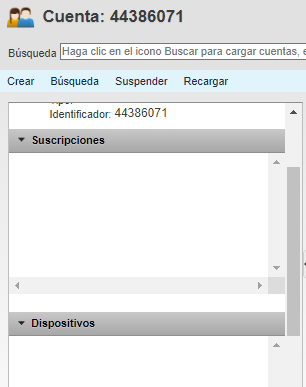 Cuenta: 44386071
Búsqueda Haga clic en el icono Buscar para cargar cuentas, e
Crear Búsqueda Suspender Recargar
Identificador: 44386071
Suscripciones
Dispositivos